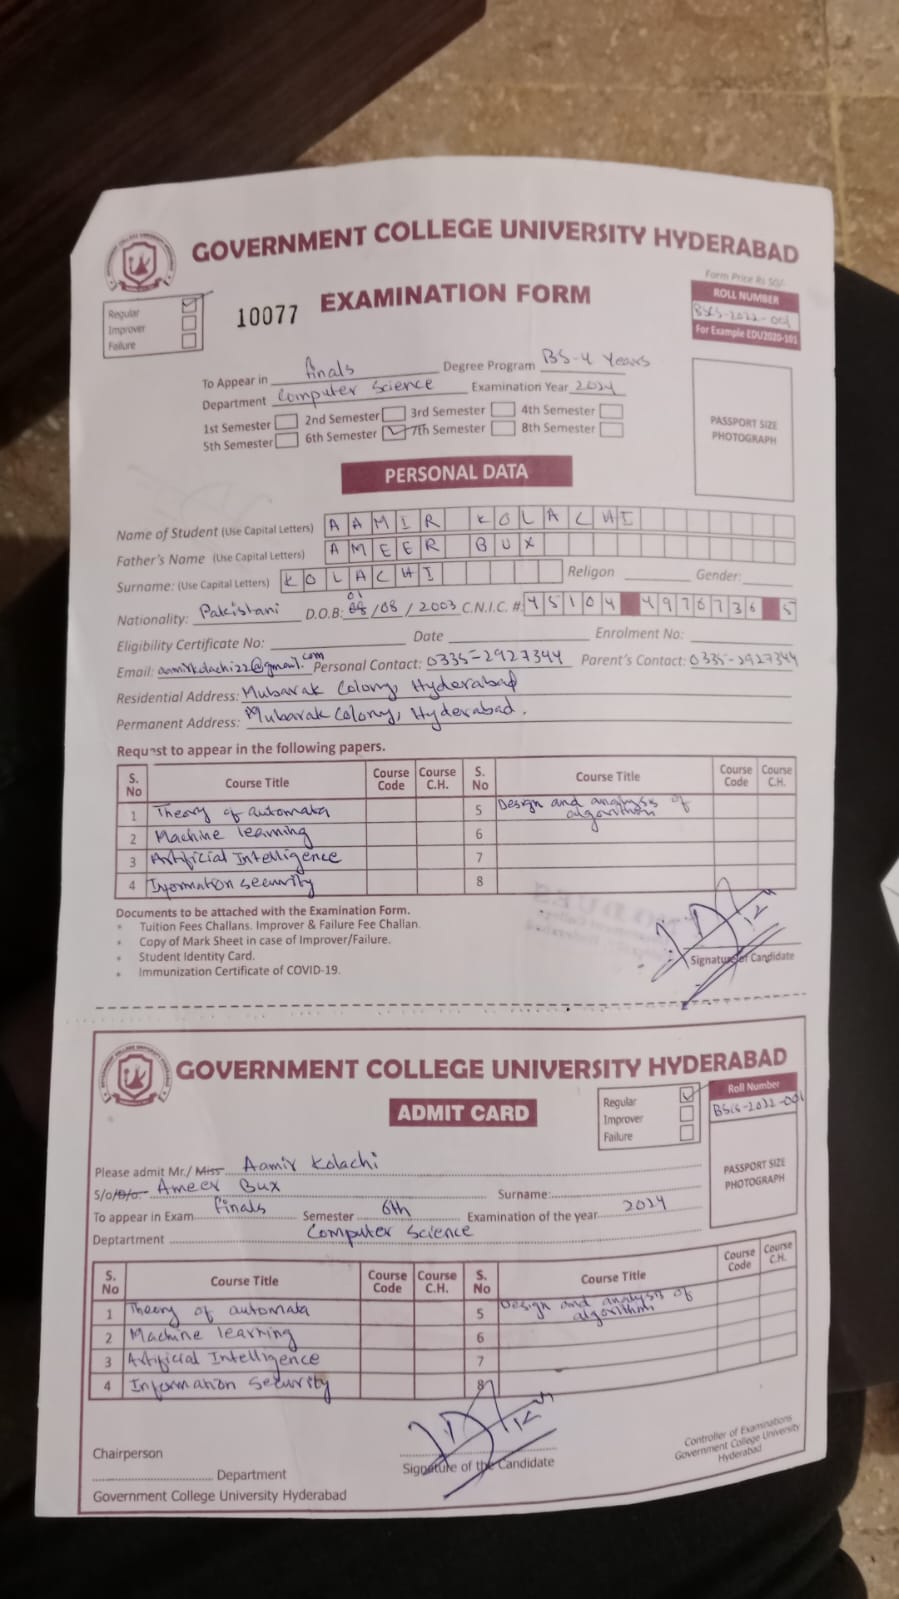 GOVERNMENT COLLEGE UNIVERSITY HYDERABAD
Form Price Rs 50/-
EXAMINATION FORM
10077
Regular
Improver
Failure
ROLL NUMBER
BSCS-2022-001
For Example EDU2020-101
To Appear in finals Degree Program BS-4 Years
Department Computer Science Examination Year 2024
1st Semester 2nd Semester 3rd Semester 4th Semester
5th Semester 6th Semester 7th Semester 8th Semester
PASSPORT SIZE
PHOTOGRAPH
PERSONAL DATA
Name of Student (Use Capital Letters) AAMIR KOLACHI
Father's Name (Use Capital Letters) AMEER BUX
Surname: (Use Capital Letters) KOLACHI Religon Gender:
Nationality: Pakistani D.O.B: 01/08/2003 C.N.I.C. #: 45104 4976736 5
Eligibility Certificate No: Date Enrolment No:
Email: aamirkolachi22@gmail.com Personal Contact: 0335-2927344 Parent's Contact: 0335-2927344
Residential Address: Mubarak Colony, Hyderabad
Permanent Address: Mubarak Colony, Hyderabad.
Request to appear in the following papers.
S. No Course Title Course Code Course C.H. S. No Course Title Course Code Course C.H.
1 Theory of automata 5 Design and analysis of algorithm
2 Machine learning 6
3 Artificial Intelligence 7
4 Information security 8
Documents to be attached with the Examination Form.
• Tuition Fees Challans. Improver & Failure Fee Challan.
• Copy of Mark Sheet in case of Improver/Failure.
• Student Identity Card.
• Immunization Certificate of COVID-19.
Signature of Candidate
GOVERNMENT COLLEGE UNIVERSITY HYDERABAD
ADMIT CARD
Regular
Improver
Failure
Roll Number
BSCS-2022-001
PASSPORT SIZE
PHOTOGRAPH
Please admit Mr./ Miss Aamir Kolachi
S/o/D/o. Ameer Bux Surname:
To appear in Exam finals Semester 6th Examination of the year 2024
Deptartment Computer Science
S. No Course Title Course Code Course C.H. S. No Course Title Course Code Course C.H.
1 Theory of automata 5 Design and analysis of algorithm
2 Machine learning 6
3 Artificial Intelligence 7
4 Information Security 8
Chairperson
Department
Government College University Hyderabad
Signature of the Candidate
Controller of Examinations
Government College University
Hyderabad